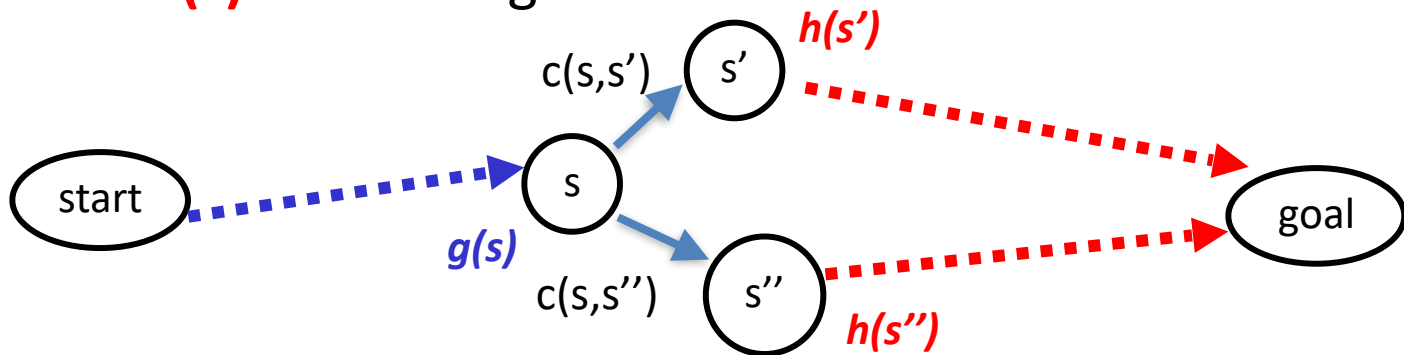 h(s’)
c(s,s’)
s’
start
s
goal
g(s)
c(s,s’’)
s’’
h(s’’)